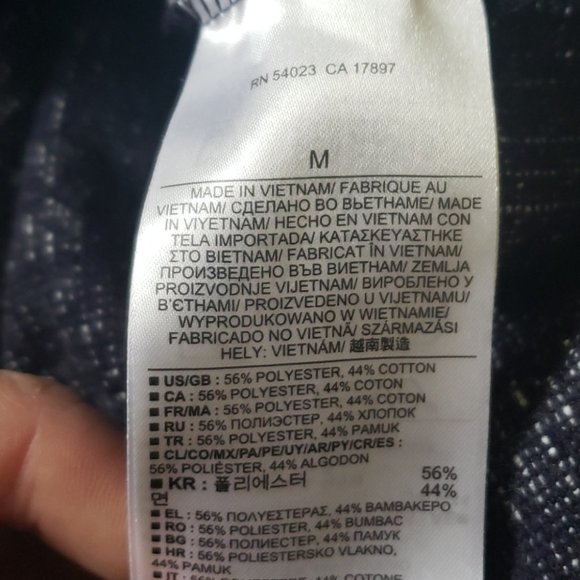 RN 54023 CA 17897
M
MADE IN VIETNAM/ FABRIQUE AU
VIETNAM/ СДЕЛАНО ВО ВЬЕТНАМЕ/ MADE
IN VIYETNAM/ HECHO EN VIETNAM CON
TELA IMPORTADA/ ΚΑΤΑΣΚΕΥΑΣΤΗΚΕ
ΣΤΟ ΒΙΕΤΝΑΜ/ FABRICAT ÎN VIETNAM/
ПРОИЗВЕДЕНО ВЪВ ВИЕТНАМ/ ZEMLJA
PROIZVODNJE VIJETNAM/ ВИРОБЛЕНО У
В'ЄТНАМІ/ PROIZVEDENO U VIJETNAMU/
WYPRODUKOWANO W WIETNAMIE/
FABRICADO NO VIETNÃ/ SZÁRMAZÁSI
HELY: VIETNÁM/ 越南製造
■ US/GB : 56% POLYESTER, 44% COTTON
■ CA : 56% POLYESTER, 44% COTON
■ FR/MA : 56% POLYESTER, 44% COTON
■ RU : 56% ПОЛИЭСТЕР, 44% ХЛОПОК
■ TR : 56% POLYESTER, 44% PAMUK
■ CL/CO/MX/PA/PE/UY/AR/PY/CR/ES :
56% POLIÉSTER, 44% ALGODON
■ KR : 폴리에스터 56%
면 44%
■ EL : 56% ΠΟΛΥΕΣΤΕΡΑΣ, 44% ΒΑΜΒΑΚΕΡΟ
■ RO : 56% POLIESTER, 44% BUMBAC
■ BG : 56% ПОЛИЕСТЕР, 44% ПАМУК
■ HR : 56% POLIESTERSKO VLAKNO,
44% PAMUK
■ IT : 56%